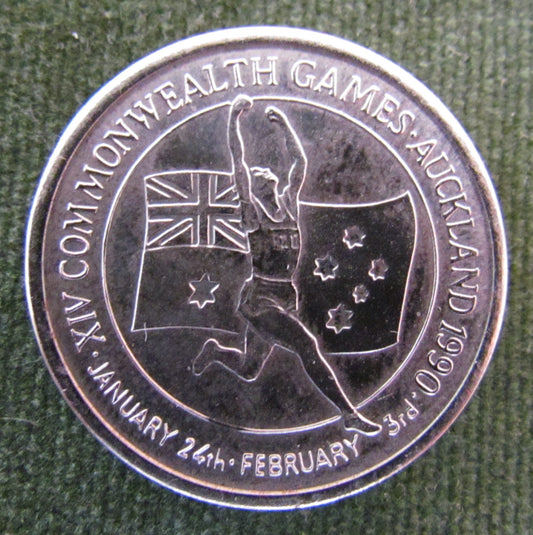 XIV COMMONWEALTH GAMES · AUCKLAND 1990 ·
JANUARY 24th · FEBRUARY 3rd ·